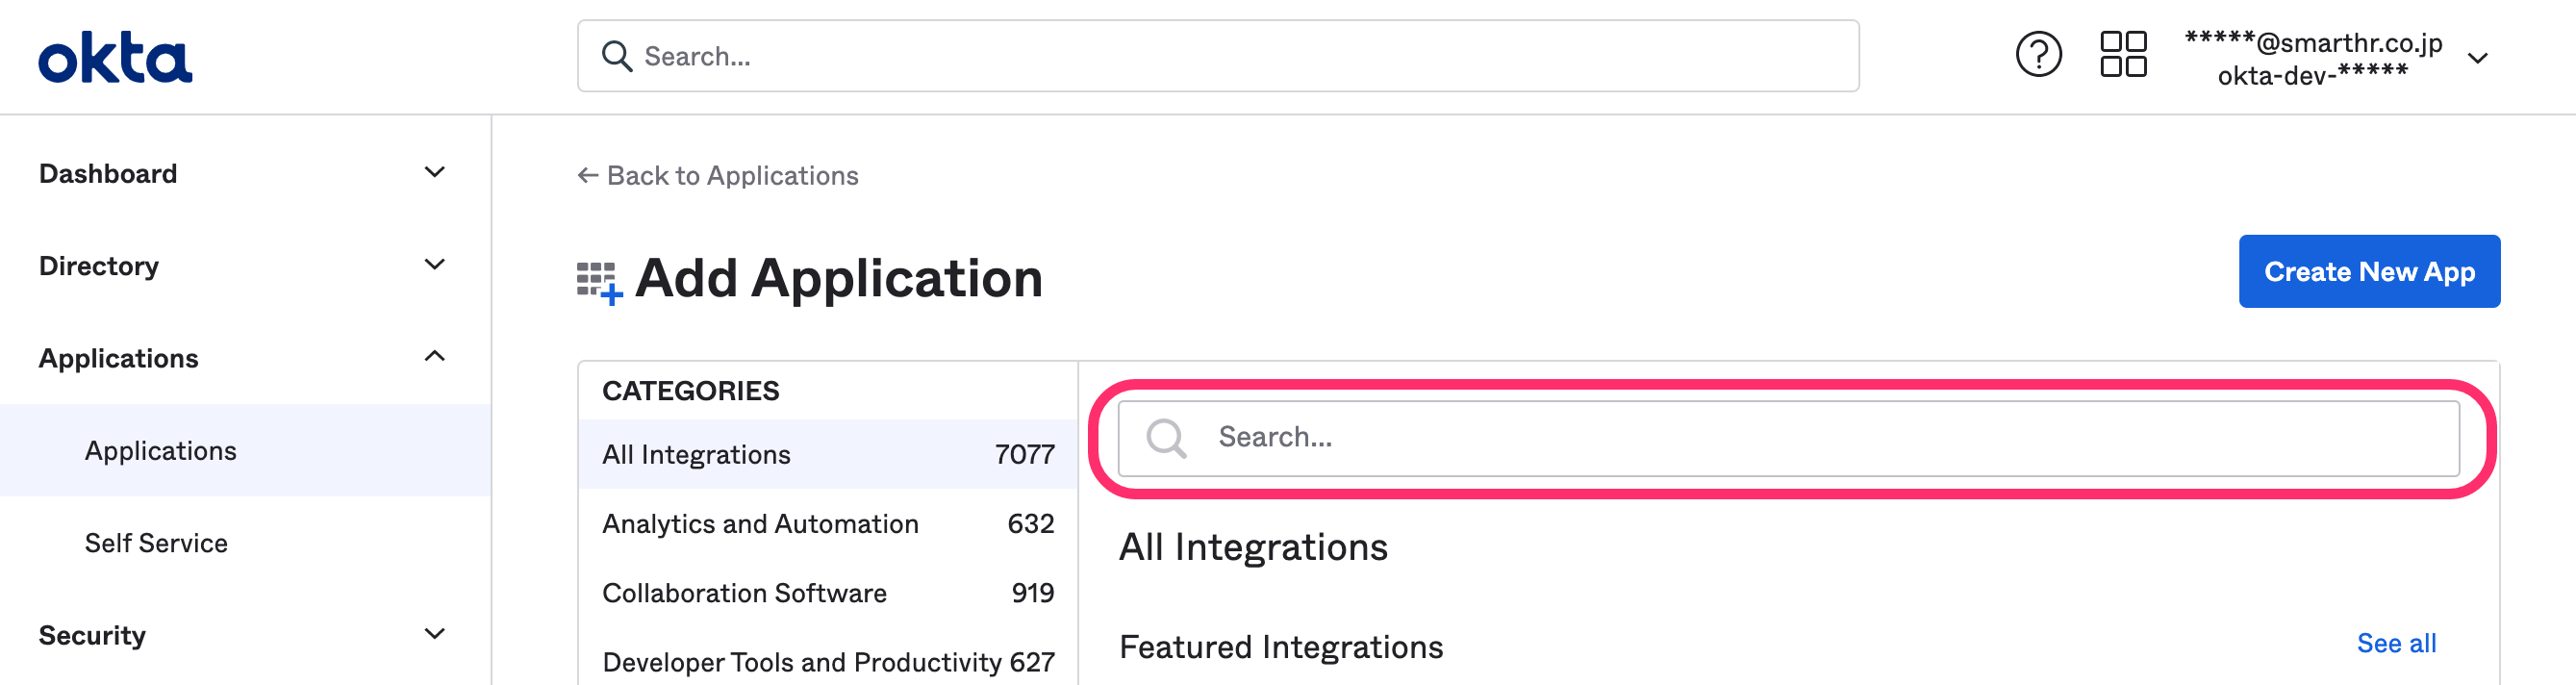 okta
Search...
*****@smarthr.co.jp
okta-dev-*****
Dashboard
Directory
Applications
Applications
Self Service
Security
← Back to Applications
Add Application
Create New App
CATEGORIES
All Integrations 7077
Analytics and Automation 632
Collaboration Software 919
Developer Tools and Productivity 627
Search...
All Integrations
Featured Integrations
See all